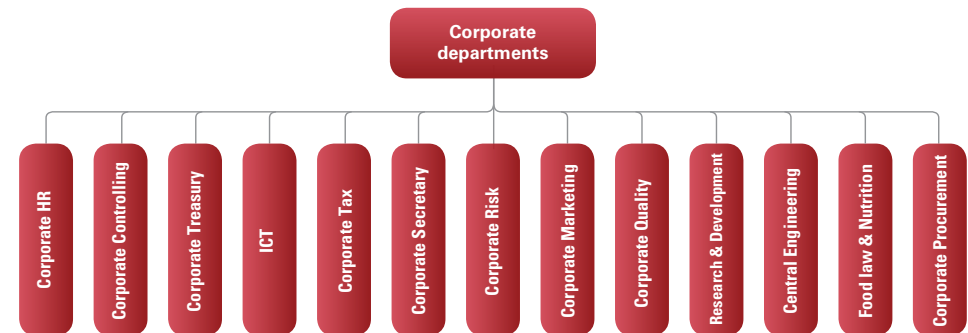 Corporate
departments
Corporate HR
Corporate Controlling
Corporate Treasury
ICT
Corporate Tax
Corporate Secretary
Corporate Risk
Corporate Marketing
Corporate Quality
Research & Development
Central Engineering
Food law & Nutrition
Corporate Procurement